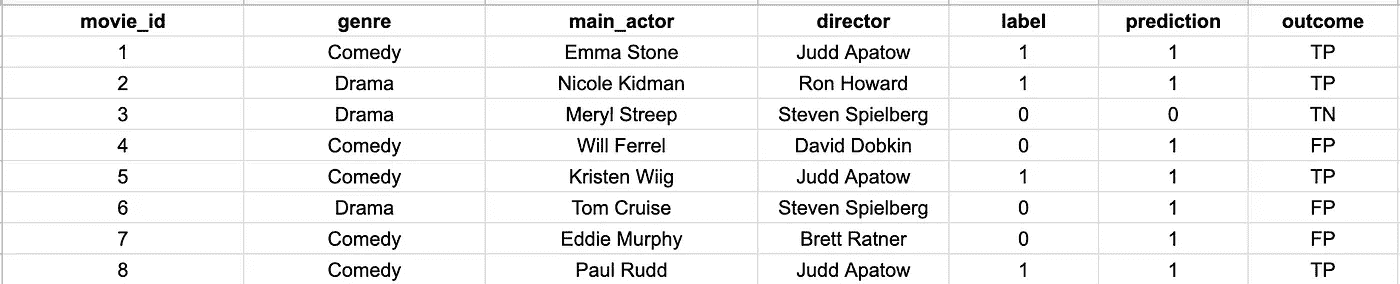 movie_id genre main_actor director label prediction outcome
1 Comedy Emma Stone Judd Apatow 1 1 TP
2 Drama Nicole Kidman Ron Howard 1 1 TP
3 Drama Meryl Streep Steven Spielberg 0 0 TN
4 Comedy Will Ferrel David Dobkin 0 1 FP
5 Comedy Kristen Wiig Judd Apatow 1 1 TP
6 Drama Tom Cruise Steven Spielberg 0 1 FP
7 Comedy Eddie Murphy Brett Ratner 0 1 FP
8 Comedy Paul Rudd Judd Apatow 1 1 TP